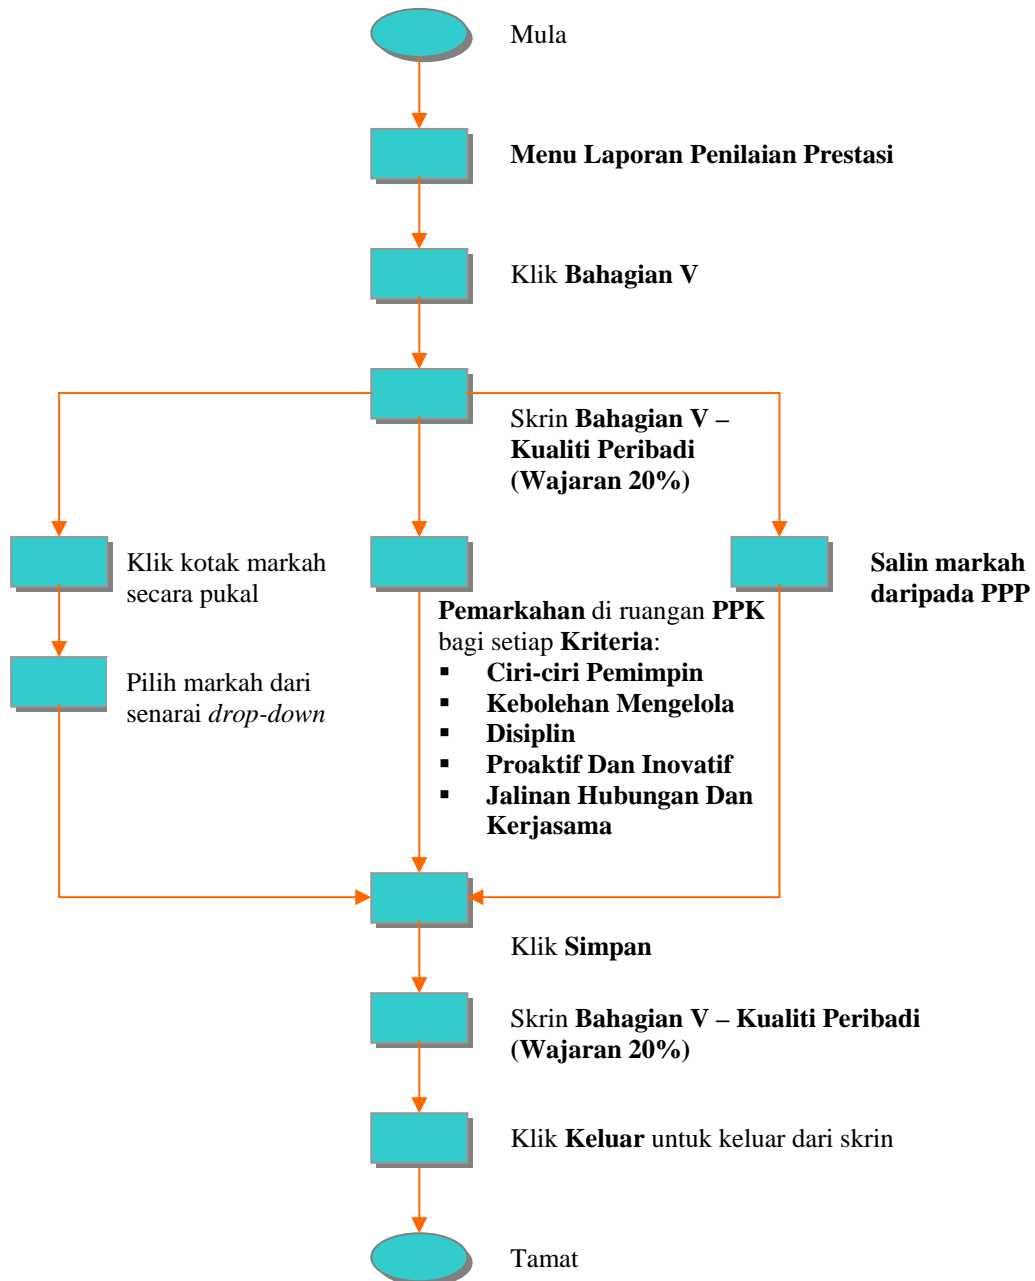 Mula
Menu Laporan Penilaian Prestasi
Klik Bahagian V
Skrin Bahagian V –
Kualiti Peribadi
(Wajaran 20%)
Klik kotak markah
secara pukal
Pilih markah dari
senarai drop-down
Pemarkahan di ruangan PPK
bagi setiap Kriteria:
▪ Ciri-ciri Pemimpin
▪ Kebolehan Mengelola
▪ Disiplin
▪ Proaktif Dan Inovatif
▪ Jalinan Hubungan Dan
Kerjasama
Salin markah
daripada PPP
Klik Simpan
Skrin Bahagian V – Kualiti Peribadi
(Wajaran 20%)
Klik Keluar untuk keluar dari skrin
Tamat